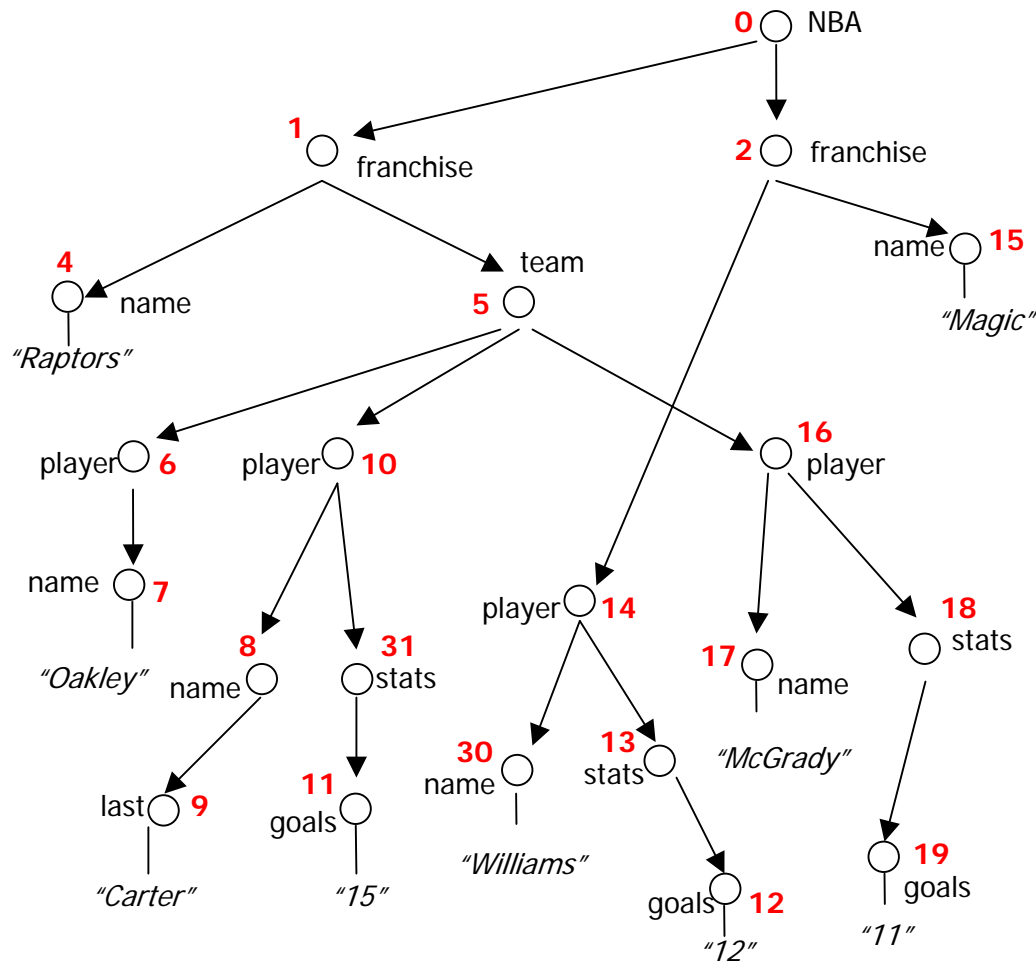 0 NBA
1
franchise
2 franchise
name 15
"Magic"
4
name
"Raptors"
team
5
player 6
player 10
16
player
name 7
"Oakley"
player 14
8
name
31
stats
17 name
"McGrady"
18
stats
last 9
"Carter"
11
goals
"15"
30
name
"Williams"
13
stats
goals 12
"12"
19
goals
"11"